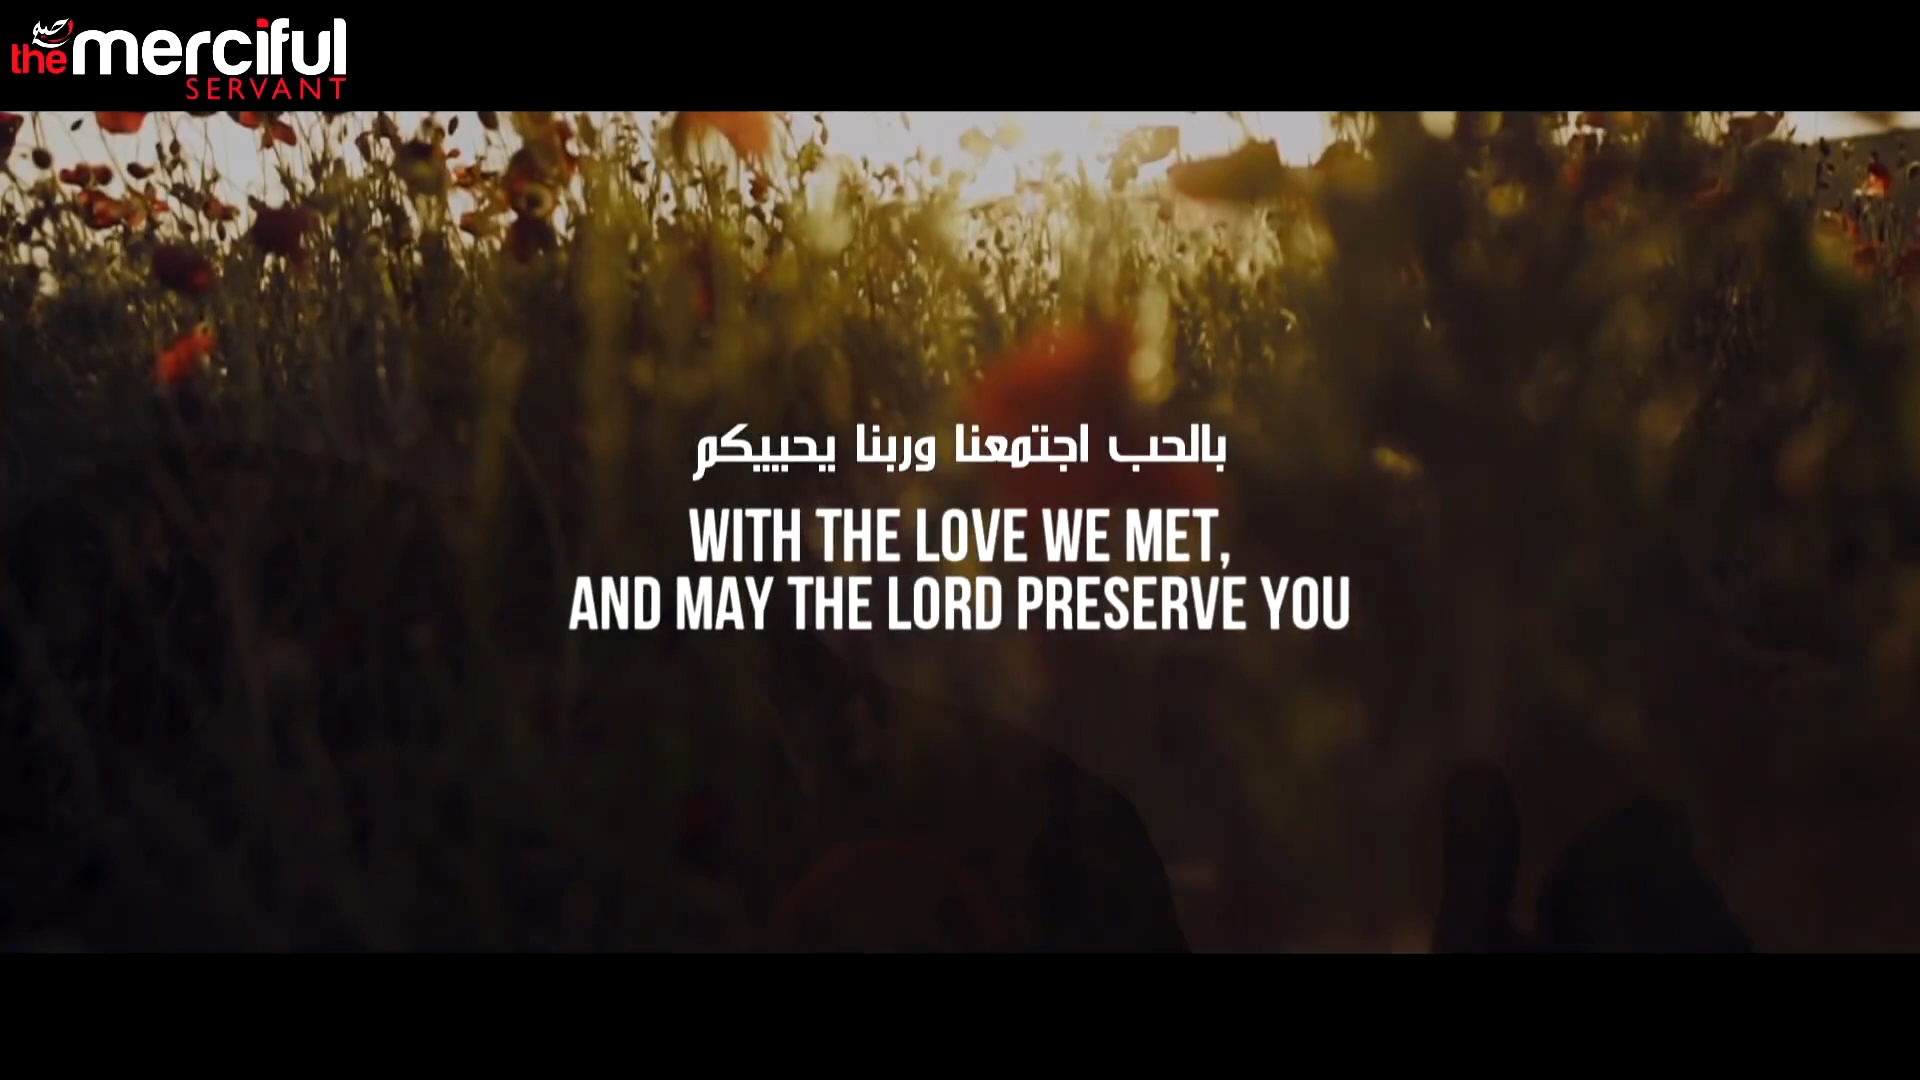 the merciful
SERVANT
بالحب اجتمعنا وربنا يحييكم
WITH THE LOVE WE MET,
AND MAY THE LORD PRESERVE YOU